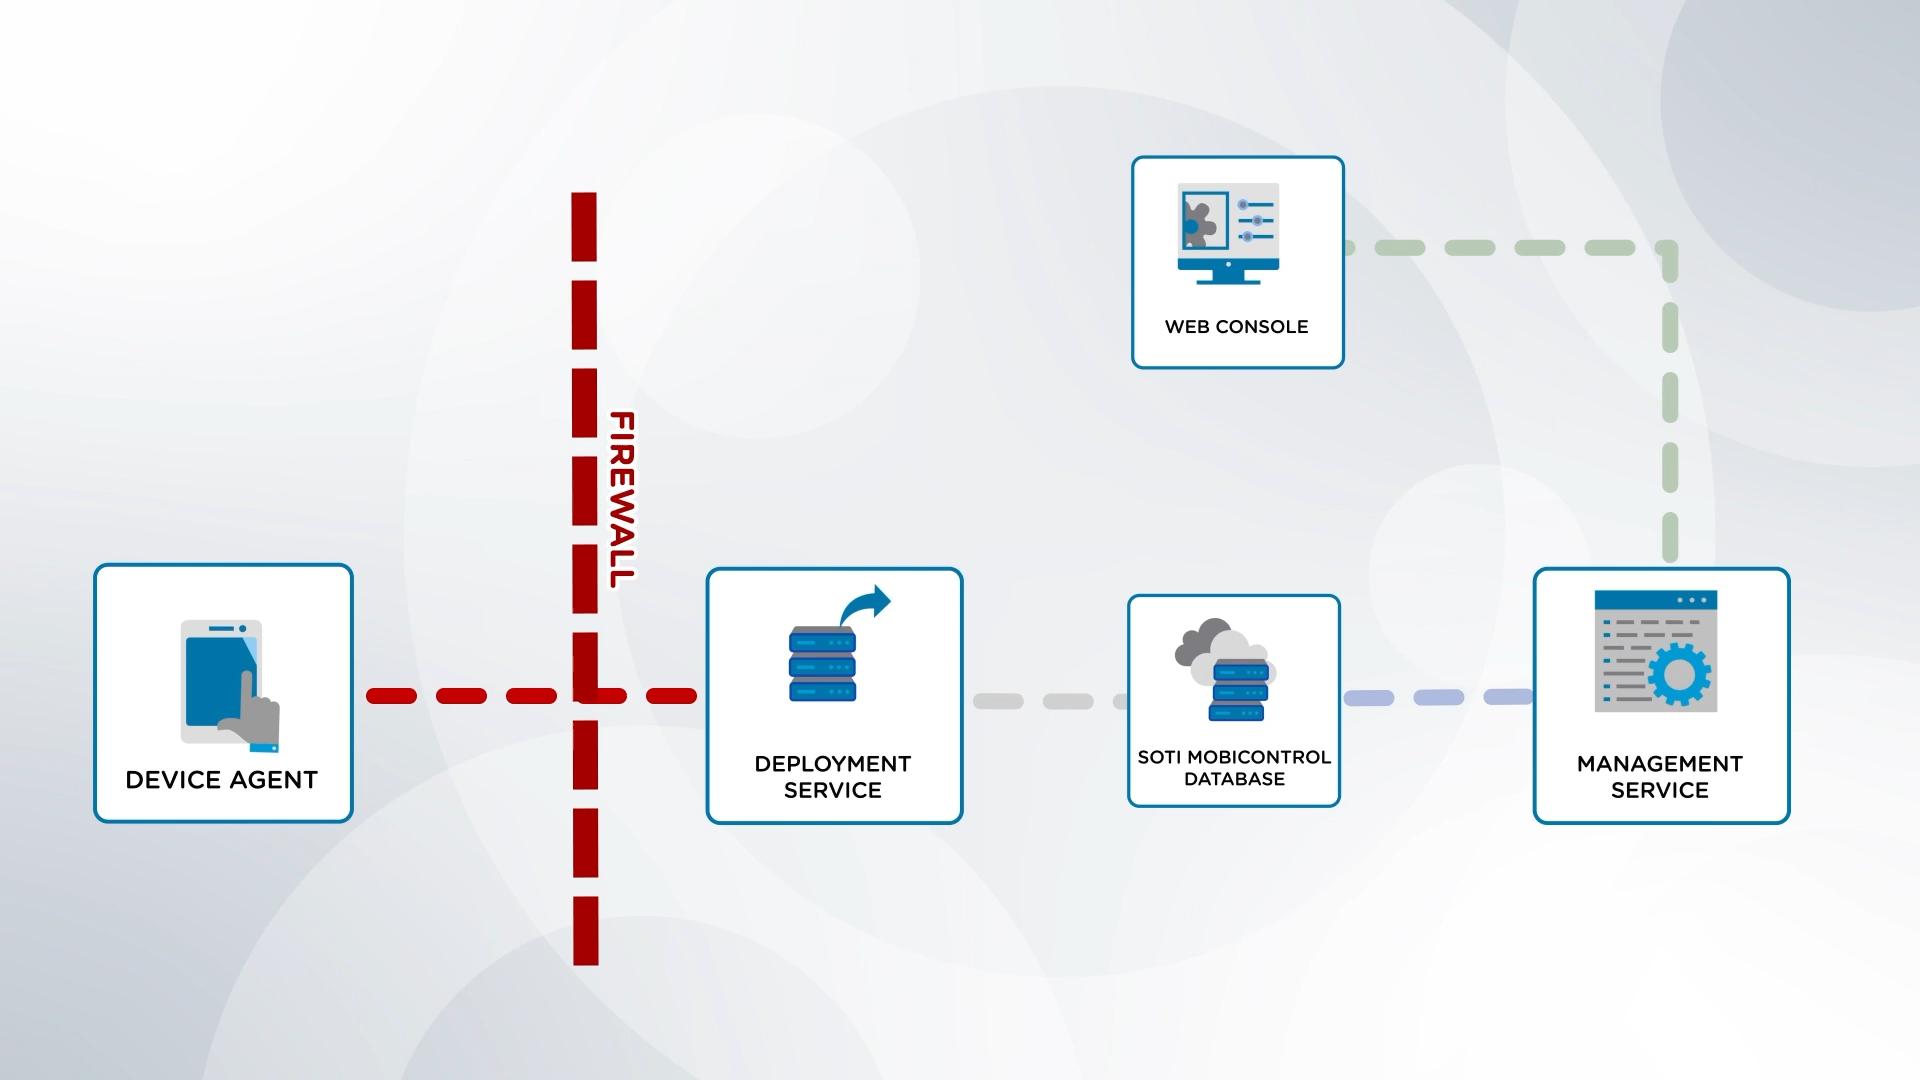 WEB CONSOLE
FIREWALL
DEVICE AGENT
DEPLOYMENT
SERVICE
SOTI MOBICONTROL
DATABASE
MANAGEMENT
SERVICE